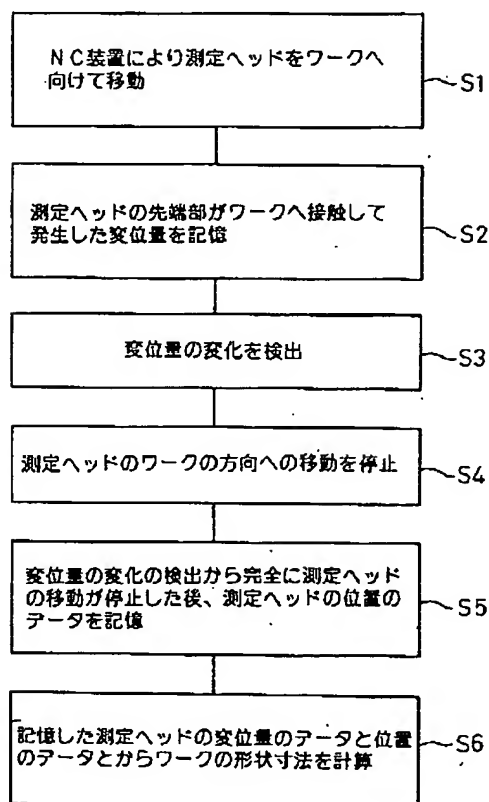 NC装置により測定ヘッドをワークへ
向けて移動
S1
測定ヘッドの先端部がワークへ接触して
発生した変位量を記憶
S2
変位量の変化を検出
S3
測定ヘッドのワークの方向への移動を停止
S4
変位量の変化の検出から完全に測定ヘッド
の移動が停止した後、測定ヘッドの位置の
データを記憶
S5
記憶した測定ヘッドの変位量のデータと位置
のデータとからワークの形状寸法を計算
S6